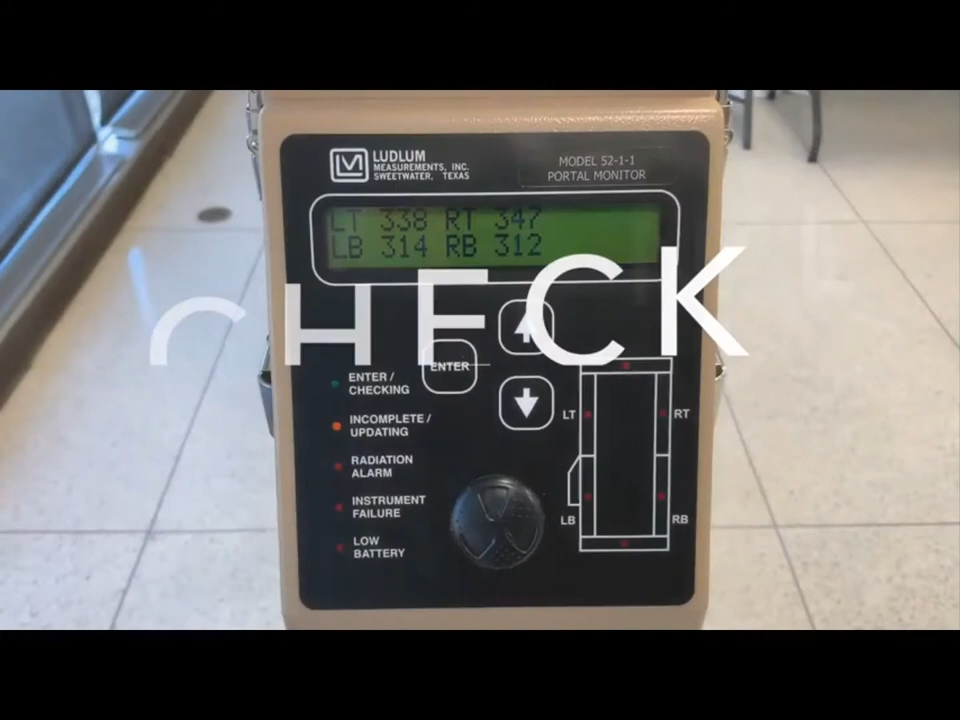 LUDLUM
MEASUREMENTS, INC.
SWEETWATER, TEXAS
MODEL 52-1-1
PORTAL MONITOR
LT 338 RT 347
LB 314 RB 312
CHECK
ENTER
ENTER /
CHECKING
INCOMPLETE /
UPDATING
RADIATION
ALARM
INSTRUMENT
FAILURE
LOW
BATTERY
LT
RT
LB
RB